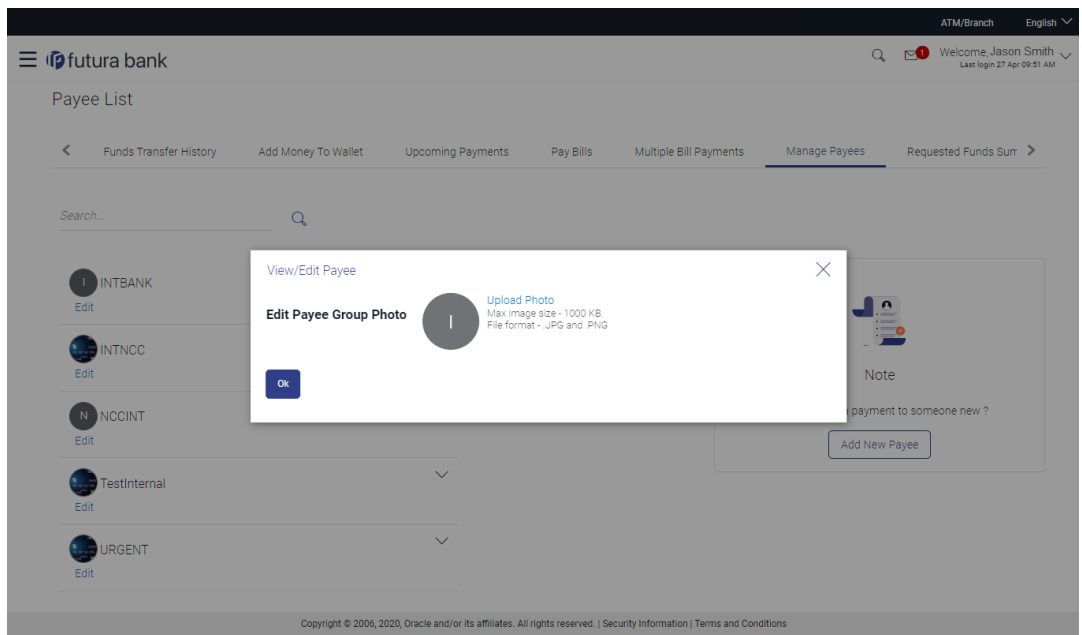 ATM/Branch English
futura bank
1
Welcome, Jason Smith
Last login 27 Apr 09:51 AM
Payee List
Funds Transfer History Add Money To Wallet Upcoming Payments Pay Bills Multiple Bill Payments Manage Payees Requested Funds Sum
Search...
I INTBANK
Edit
INTNCC
Edit
N NCCINT
Edit
TestInternal
Edit
URGENT
Edit
View/Edit Payee
Edit Payee Group Photo
I
Upload Photo
Max image size - 1000 KB.
File format - .JPG and .PNG
Ok
Note
payment to someone new ?
Add New Payee
Copyright © 2006, 2020, Oracle and/or its affiliates. All rights reserved. | Security Information | Terms and Conditions